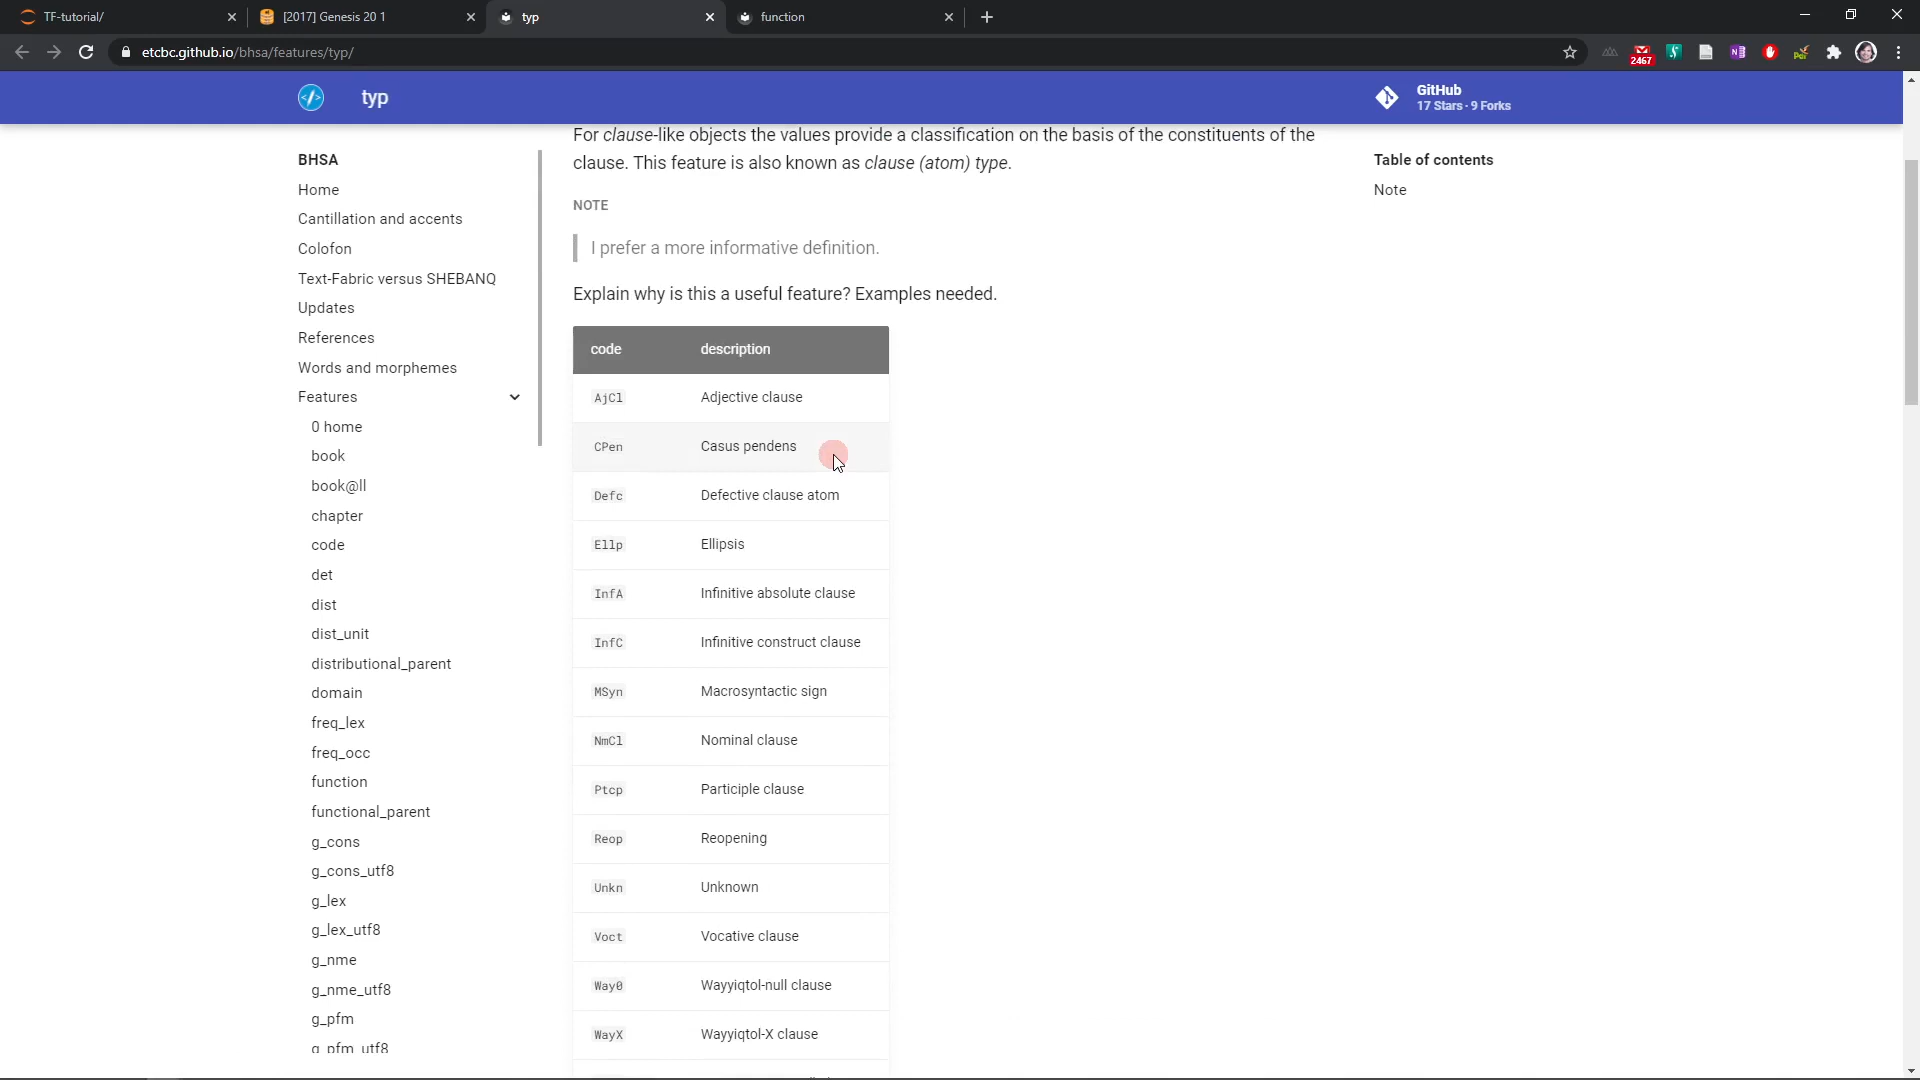 TF-tutorial/
[2017] Genesis 20 1
typ
function
etcbc.github.io/bhsa/features/typ/
2467
typ
GitHub
17 Stars · 9 Forks
BHSA
Home
Cantillation and accents
Colofon
Text-Fabric versus SHEBANQ
Updates
References
Words and morphemes
Features
0 home
book
book@ll
chapter
code
det
dist
dist_unit
distributional_parent
domain
freq_lex
freq_occ
function
functional_parent
g_cons
g_cons_utf8
g_lex
g_lex_utf8
g_nme
g_nme_utf8
g_pfm
g_pfm_utf8
For clause-like objects the values provide a classification on the basis of the constituents of the
clause. This feature is also known as clause (atom) type.
NOTE
I prefer a more informative definition.
Explain why is this a useful feature? Examples needed.
code description
AjCl Adjective clause
CPen Casus pendens
Defc Defective clause atom
Ellp Ellipsis
InfA Infinitive absolute clause
InfC Infinitive construct clause
MSyn Macrosyntactic sign
NmCl Nominal clause
Ptcp Participle clause
Reop Reopening
Unkn Unknown
Voct Vocative clause
Way0 Wayyiqtol-null clause
WayX Wayyiqtol-X clause
Table of contents
Note